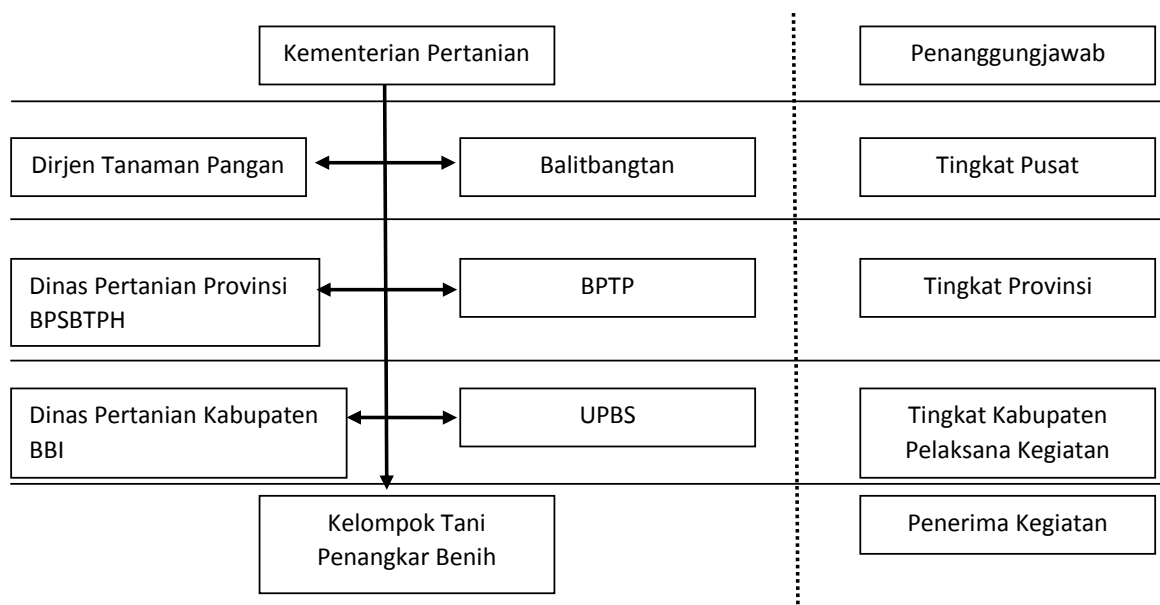 Kementerian Pertanian
Penanggungjawab
Dirjen Tanaman Pangan
Balitbangtan
Tingkat Pusat
Dinas Pertanian Provinsi
BPSBTPH
BPTP
Tingkat Provinsi
Dinas Pertanian Kabupaten
BBI
UPBS
Tingkat Kabupaten
Pelaksana Kegiatan
Kelompok Tani
Penangkar Benih
Penerima Kegiatan